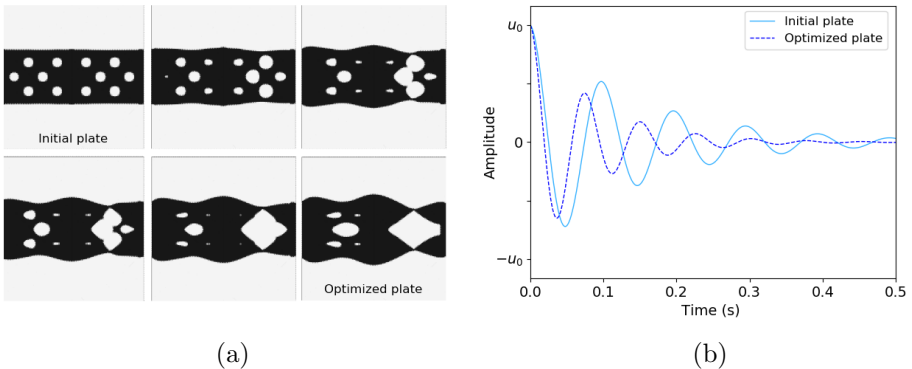 Initial plate
Optimized plate
(a)
u₀
0
−u₀
Amplitude
Initial plate
Optimized plate
0.0 0.1 0.2 0.3 0.4 0.5
Time (s)
(b)